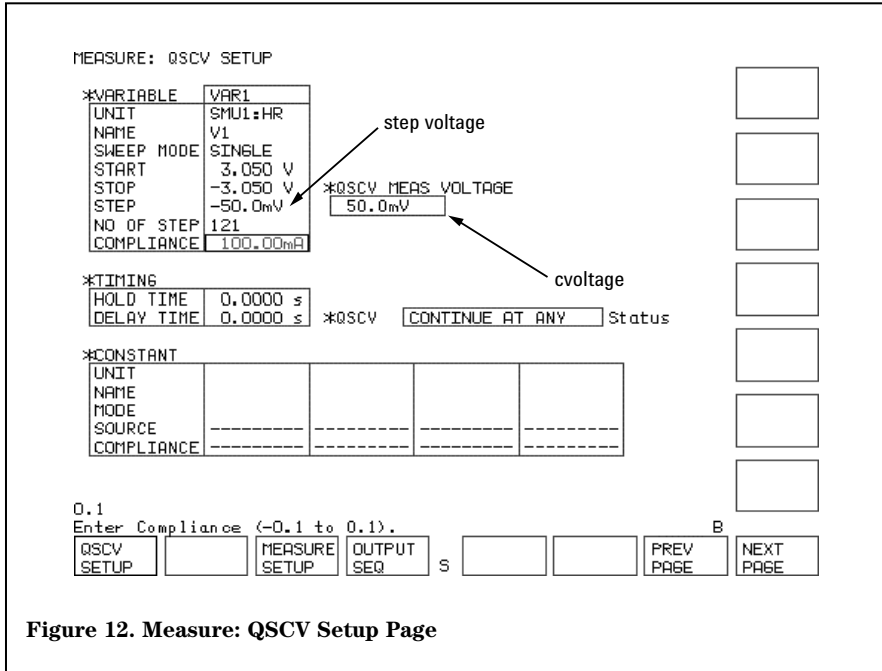 MEASURE: QSCV SETUP
*VARIABLE VAR1
UNIT SMU1:HR
NAME V1
SWEEP MODE SINGLE
START 3.050 V
STOP -3.050 V
STEP -50.0mV
NO OF STEP 121
COMPLIANCE 100.00mA
step voltage
*QSCV MEAS VOLTAGE
50.0mV
cvoltage
*TIMING
HOLD TIME 0.0000 s
DELAY TIME 0.0000 s
*QSCV CONTINUE AT ANY Status
*CONSTANT
UNIT
NAME
MODE
SOURCE --------- --------- --------- ---------
COMPLIANCE --------- --------- --------- ---------
0.1
Enter Compliance (-0.1 to 0.1).
B
QSCV SETUP
MEASURE SETUP
OUTPUT SEQ
S
PREV PAGE
NEXT PAGE
Figure 12. Measure: QSCV Setup Page